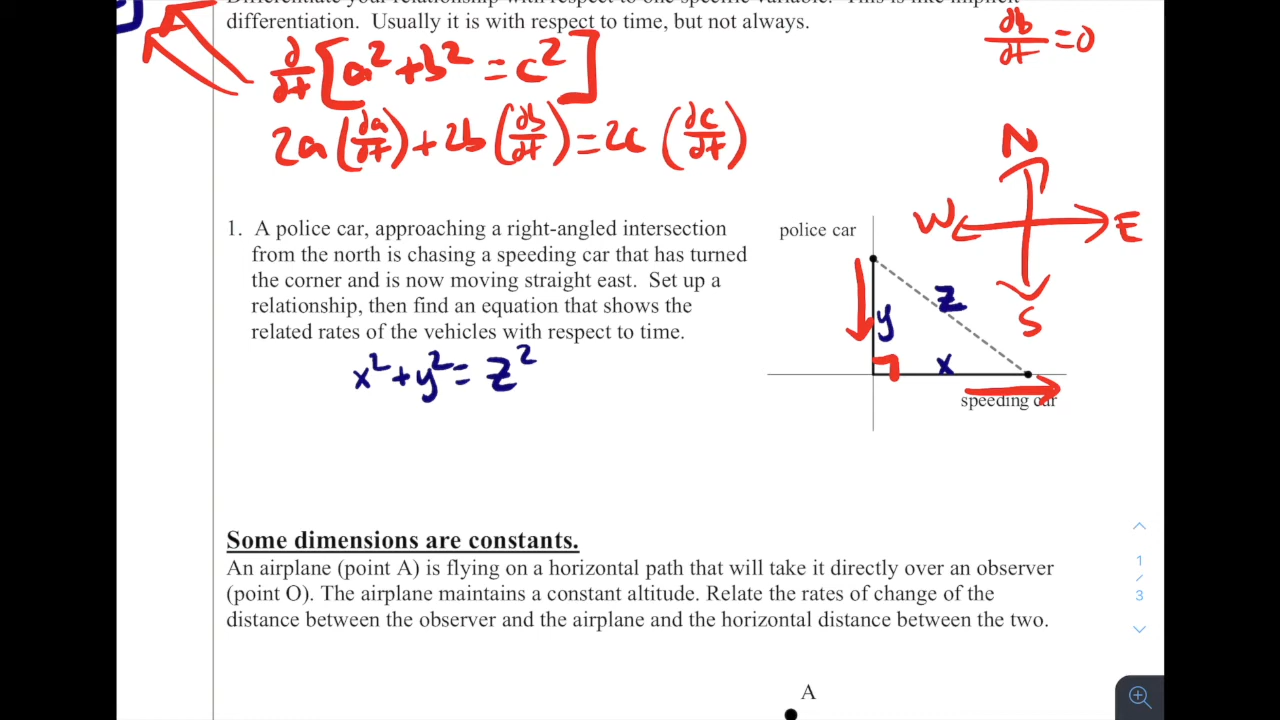 differentiation. Usually it is with respect to time, but not always.
db/dt = 0
d/dt [a² + b² = c²]
2a (da/dt) + 2b (db/dt) = 2c (dc/dt)
N
W E
S
1. A police car, approaching a right-angled intersection
from the north is chasing a speeding car that has turned
the corner and is now moving straight east. Set up a
relationship, then find an equation that shows the
related rates of the vehicles with respect to time.
x² + y² = z²
police car
z
y
x
speeding car
Some dimensions are constants.
An airplane (point A) is flying on a horizontal path that will take it directly over an observer
(point O). The airplane maintains a constant altitude. Relate the rates of change of the
distance between the observer and the airplane and the horizontal distance between the two.
1
/
3
A